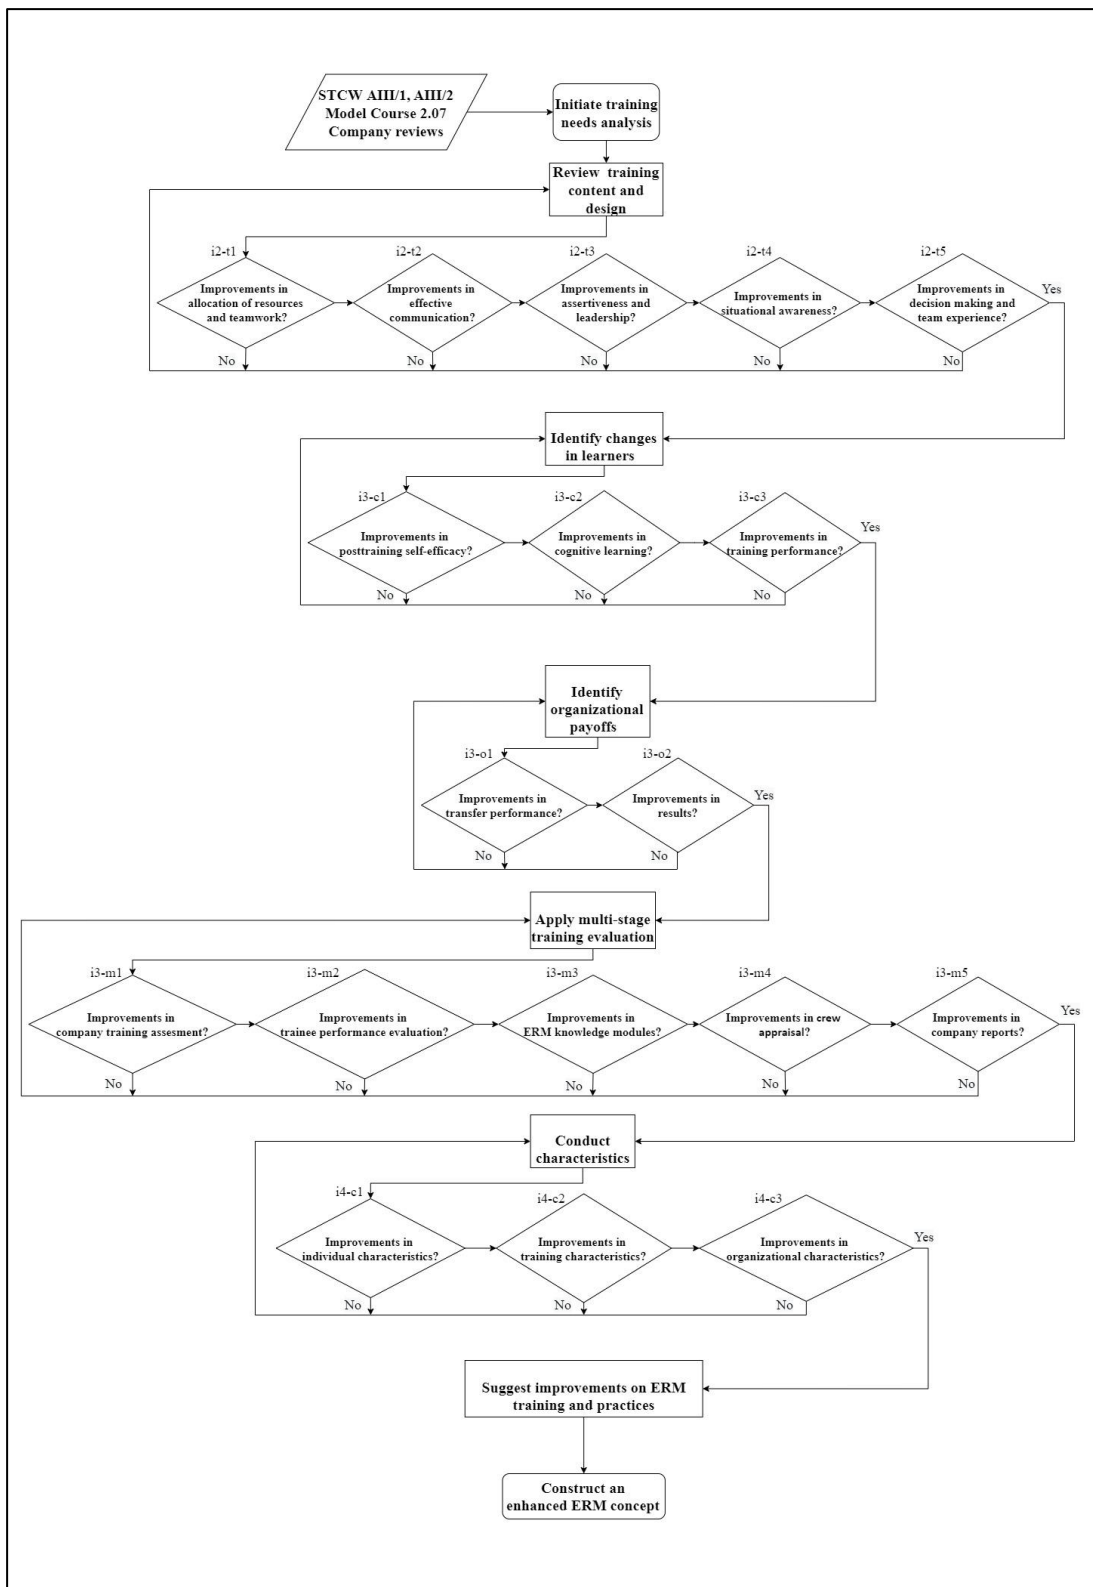 STCW AIII/1, AIII/2
Model Course 2.07
Company reviews
Initiate training
needs analysis
Review training
content and
design
i2-t1
i2-t2
i2-t3
i2-t4
i2-t5
Improvements in
allocation of resources
and teamwork?
Improvements in
effective
communication?
Improvements in
assertiveness and
leadership?
Improvements in
situational awareness?
Improvements in
decision making and
team experience?
Yes
No
No
No
No
No
Identify changes
in learners
i3-c1
i3-c2
i3-c3
Improvements in
posttraining self-efficacy?
Improvements in
cognitive learning?
Improvements in
training performance?
Yes
No
No
No
Identify
organizational
payoffs
i3-o1
i3-o2
Improvements in
transfer performance?
Improvements in
results?
Yes
No
No
Apply multi-stage
training evaluation
i3-m1
i3-m2
i3-m3
i3-m4
i3-m5
Improvements in
company training assesment?
Improvements in
trainee performance evaluation?
Improvements in
ERM knowledge modules?
Improvements in crew
appraisal?
Improvements in
company reports?
Yes
No
No
No
No
No
Conduct
characteristics
i4-c1
i4-c2
i4-c3
Improvements in
individual characteristics?
Improvements in
training characteristics?
Improvements in
organizational characteristics?
Yes
No
No
No
Suggest improvements on ERM
training and practices
Construct an
enhanced ERM concept